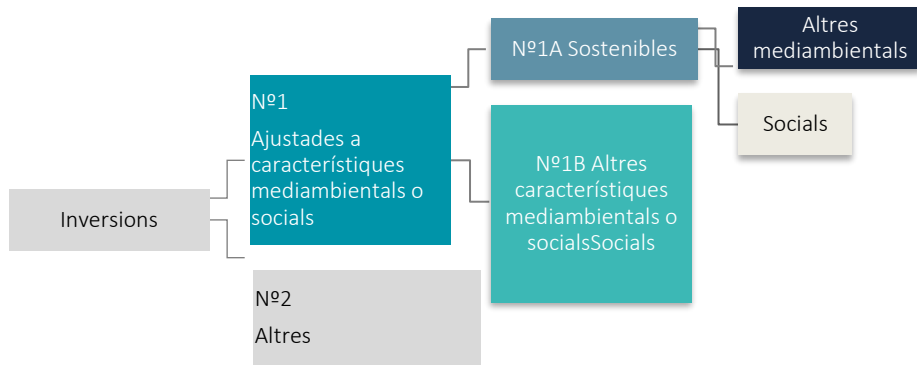 Inversions
Nº1
Ajustades a
característiques
mediambientals o
socials
Nº2
Altres
Nº1A Sostenibles
Nº1B Altres
característiques
mediambientals o
socialsSocials
Altres
mediambientals
Socials